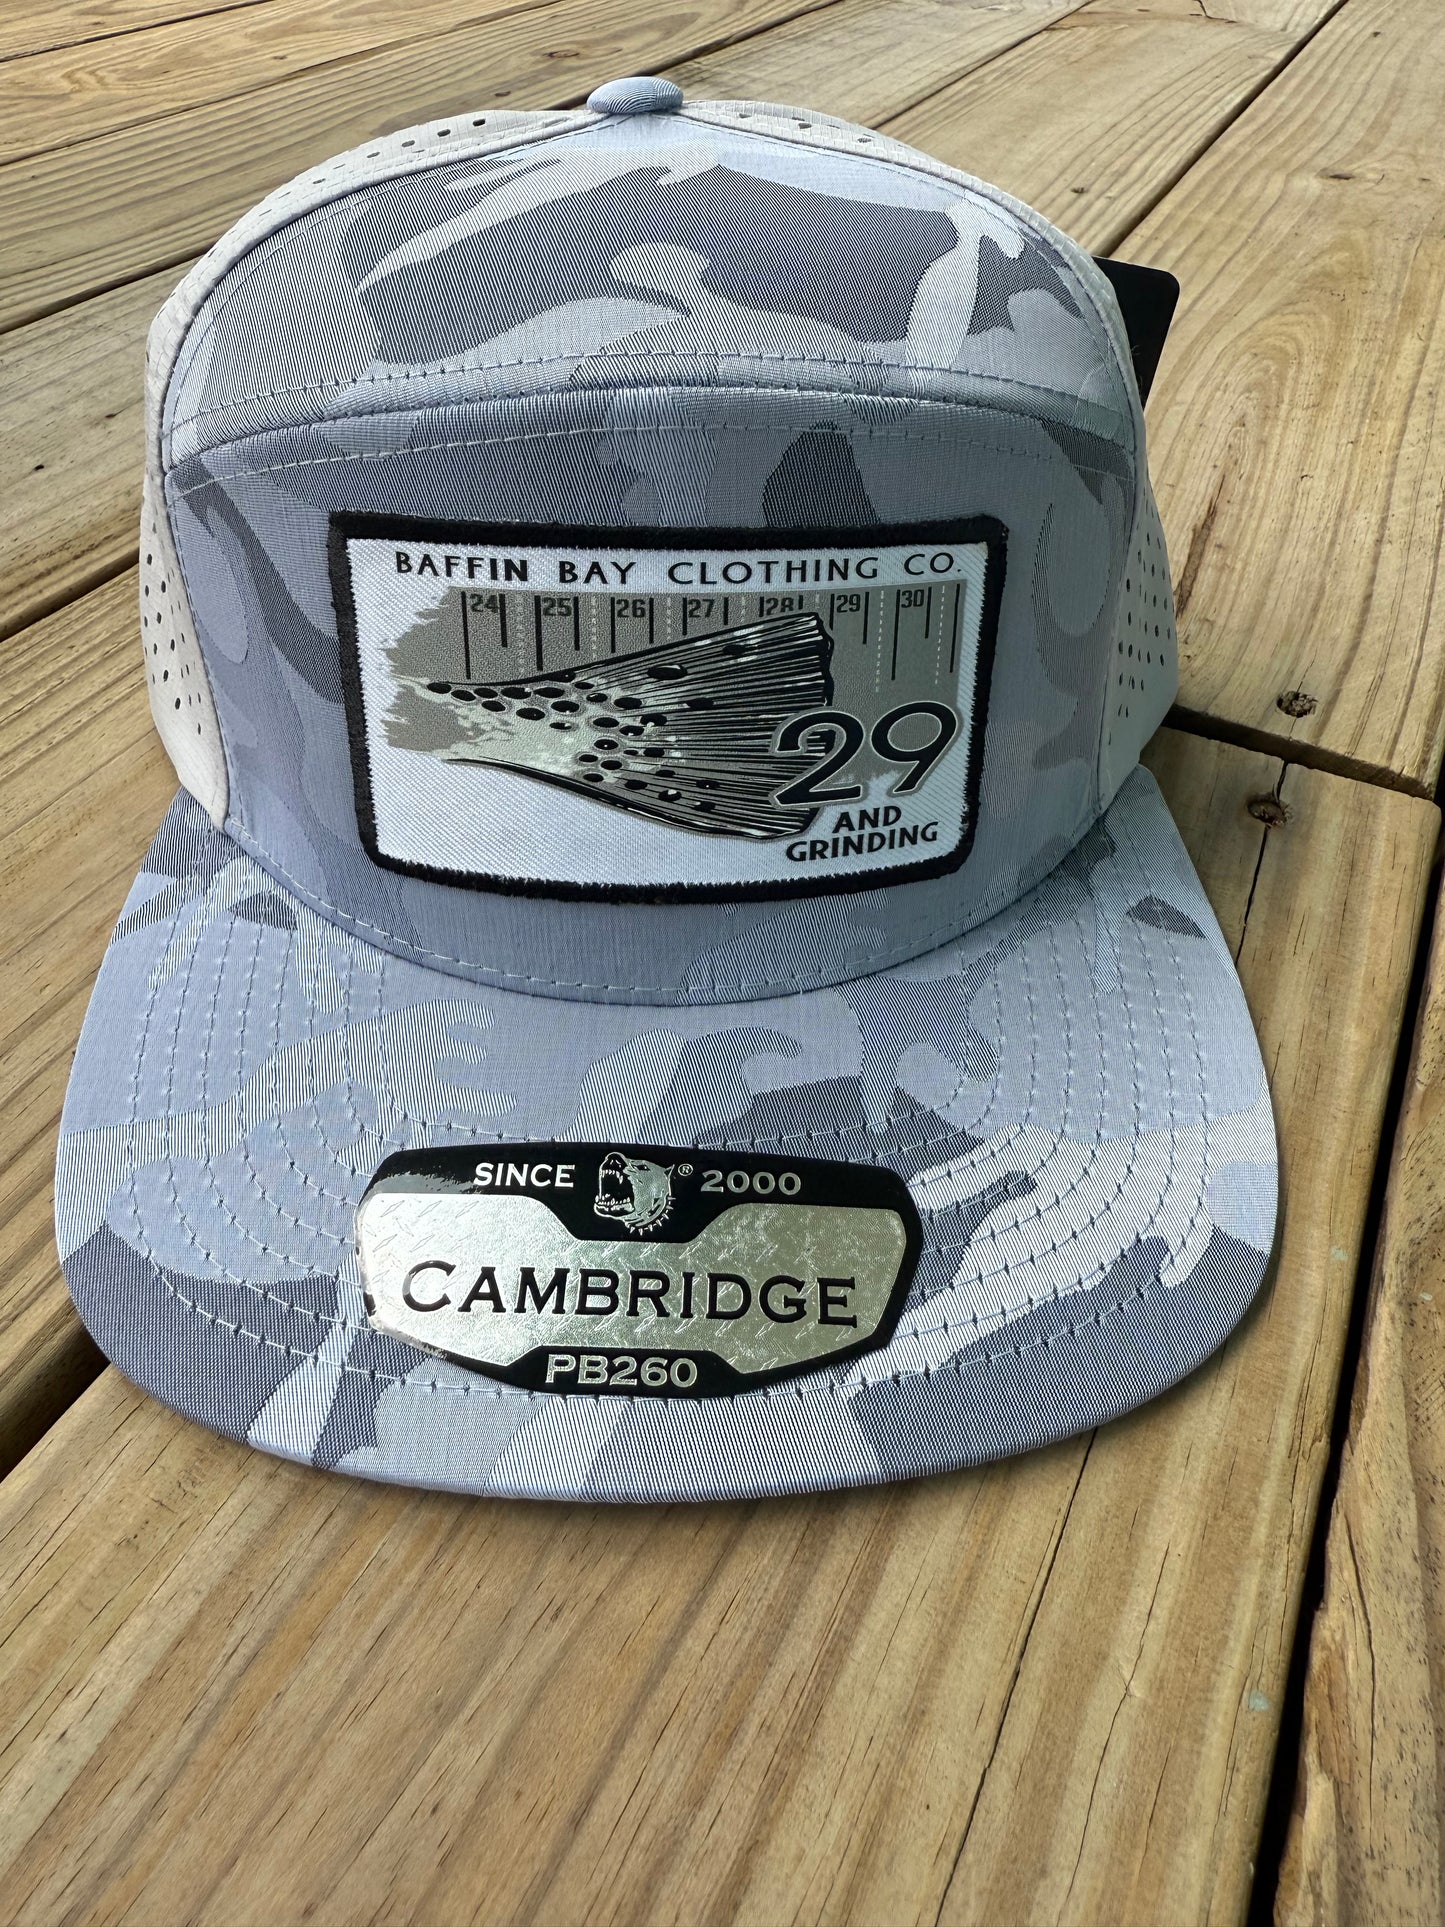 BAFFIN BAY CLOTHING CO.
24 25 26 27 28 29 30
29
AND
GRINDING
SINCE ® 2000
CAMBRIDGE
PB260